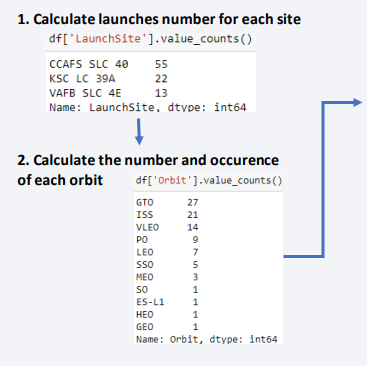 1. Calculate launches number for each site
df['LaunchSite'].value_counts()
CCAFS SLC 40 55
KSC LC 39A 22
VAFB SLC 4E 13
Name: LaunchSite, dtype: int64
2. Calculate the number and occurence
of each orbit df['Orbit'].value_counts()
GTO 27
ISS 21
VLEO 14
PO 9
LEO 7
SSO 5
MEO 3
SO 1
ES-L1 1
HEO 1
GEO 1
Name: Orbit, dtype: int64